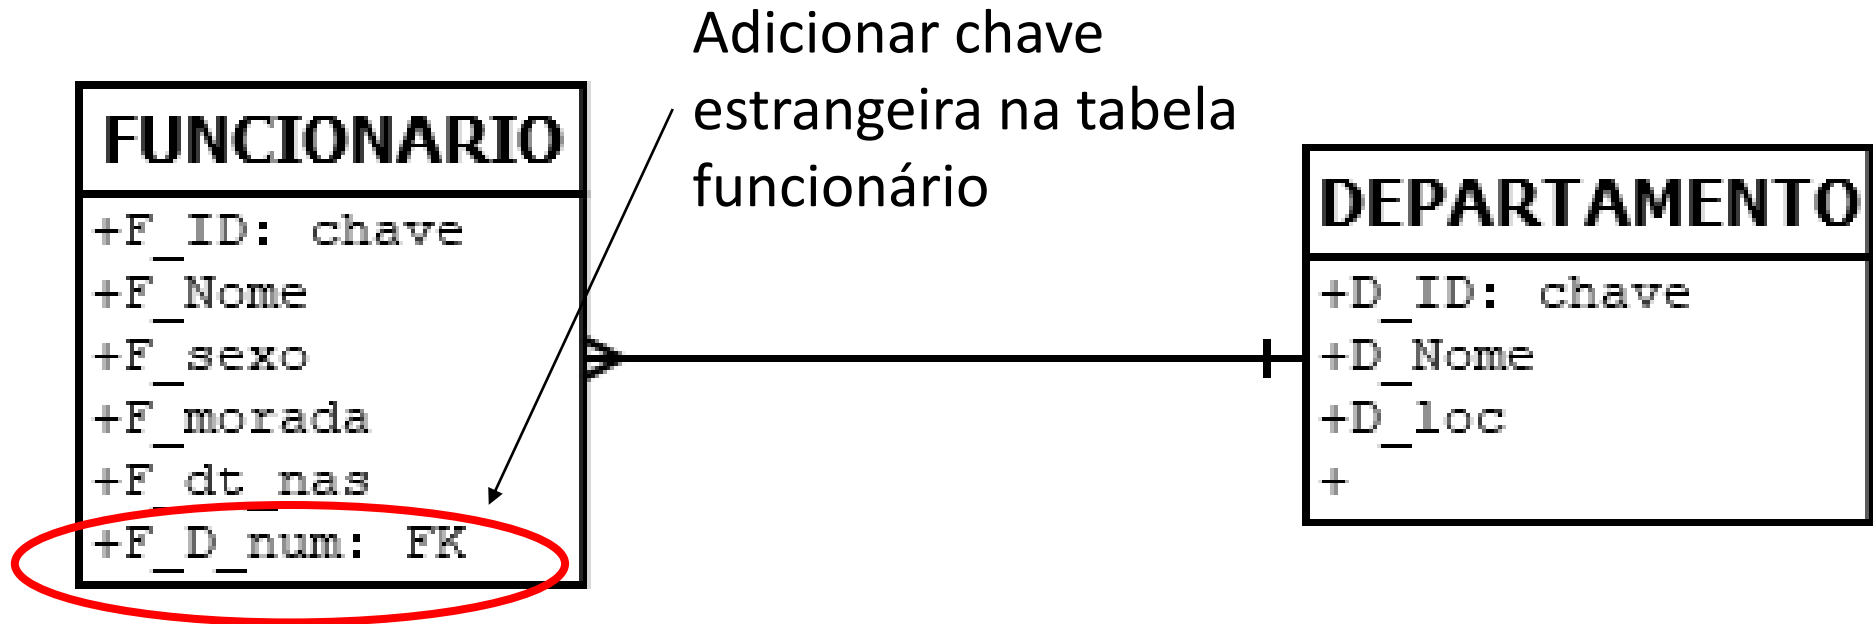 Adicionar chave
estrangeira na tabela
funcionário
FUNCIONARIO
+F_ID: chave
+F_Nome
+F_sexo
+F_morada
+F_dt_nas
+F_D_num: FK
DEPARTAMENTO
+D_ID: chave
+D_Nome
+D_loc
+